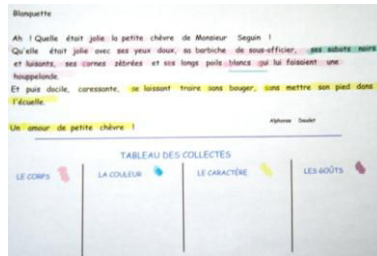 Blanquette
Ah ! Quelle était jolie la petite chèvre de Monsieur Seguin !
Qu'elle était jolie avec ses yeux doux, sa barbiche de sous-officier, ses sabots noirs
et luisants, ses cornes zébrées et ses longs poils blancs qui lui faisaient une
houppelande.
Et puis docile, caressante, se laissant traire sans bouger, sans mettre son pied dans
l'écuelle.
Un amour de petite chèvre !
Alphonse Daudet
TABLEAU DES COLLECTES
LE CORPS LA COULEUR LE CARACTÈRE LES GOÛTS